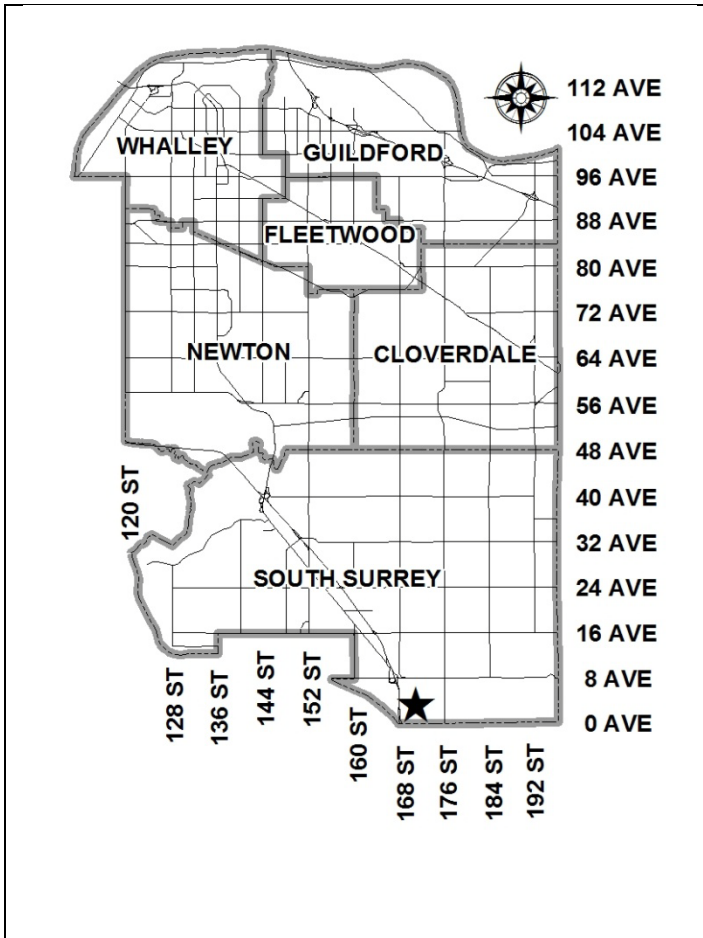 112 AVE
104 AVE
WHALLEY
GUILDFORD
96 AVE
88 AVE
FLEETWOOD
80 AVE
72 AVE
NEWTON
CLOVERDALE
64 AVE
56 AVE
48 AVE
120 ST
40 AVE
32 AVE
SOUTH SURREY
24 AVE
16 AVE
8 AVE
0 AVE
128 ST
136 ST
144 ST
152 ST
160 ST
168 ST
176 ST
184 ST
192 ST